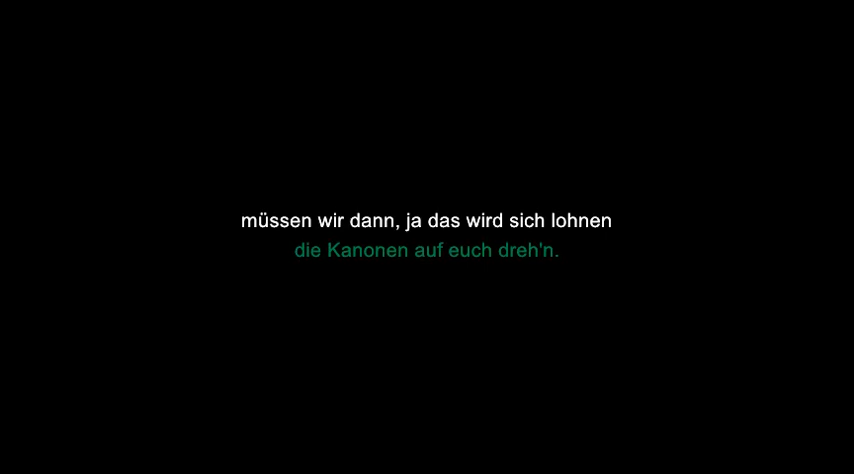 müssen wir dann, ja das wird sich lohnen
die Kanonen auf euch dreh'n.